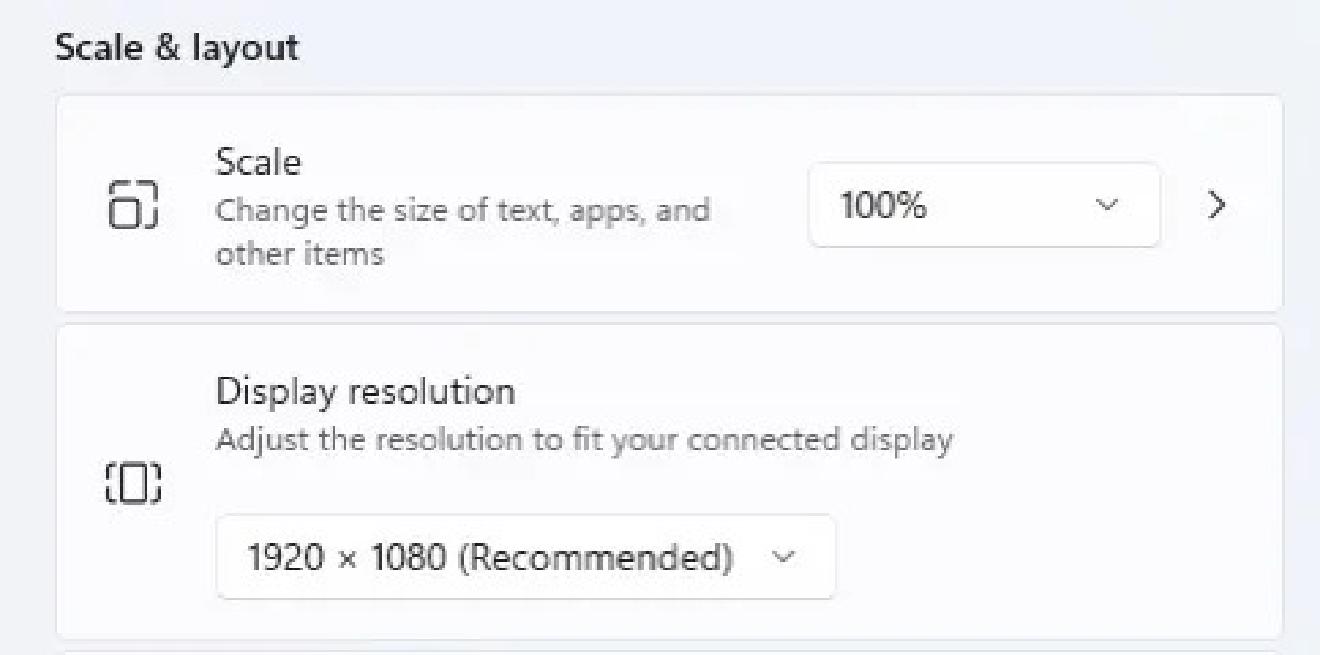 Scale & layout
Scale
Change the size of text, apps, and
other items
100%
Display resolution
Adjust the resolution to fit your connected display
1920 × 1080 (Recommended)